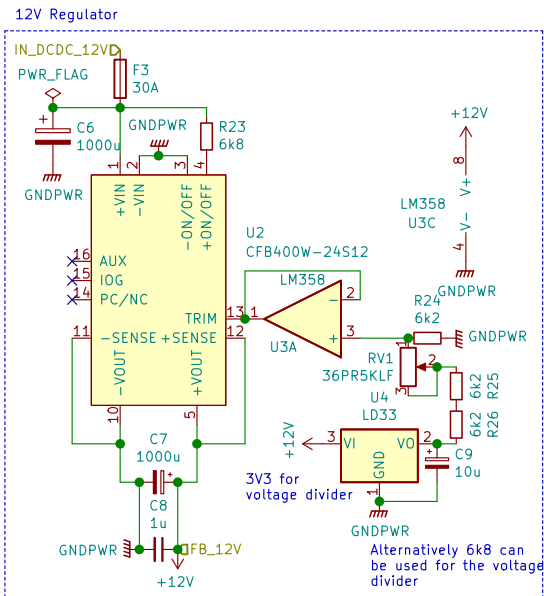 12V Regulator
IN_DCDC_12V
PWR_FLAG
F3
30A
+
C6
1000u
GNDPWR
GNDPWR
R23
6k8
1
2
3
4
+VIN
-VIN
-ON/OFF
+ON/OFF
U2
CFB400W-24S12
16
AUX
15
IOG
14
PC/NC
TRIM
13
11
-SENSE
+SENSE
12
-VOUT
+VOUT
10
5
LM358
1
-
2
+
3
U3A
+12V
8
V+
LM358
U3C
V-
4
GNDPWR
R24
6k2
GNDPWR
RV1
36PR5KLF
1
2
3
6k2
R25
6k2
R26
U4
LD33
+12V
3
VI
VO
2
GND
1
+
C9
10u
GNDPWR
C7
1000u
+
C8
1u
GNDPWR
FB_12V
+12V
3V3 for
voltage divider
Alternatively 6k8 can
be used for the voltage
divider